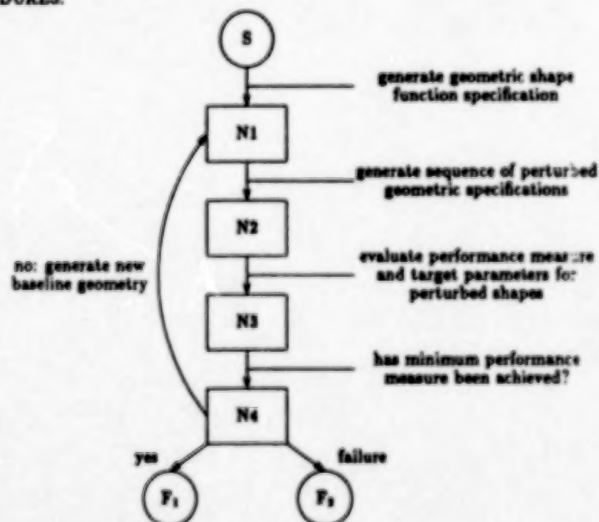 S
generate geometric shape
function specification
N1
generate sequence of perturbed
geometric specifications
N2
no: generate new
baseline geometry
evaluate performance measure
and target parameters for
perturbed shapes
N3
has minimum performance
measure been achieved?
N4
yes
failure
F₁
F₂